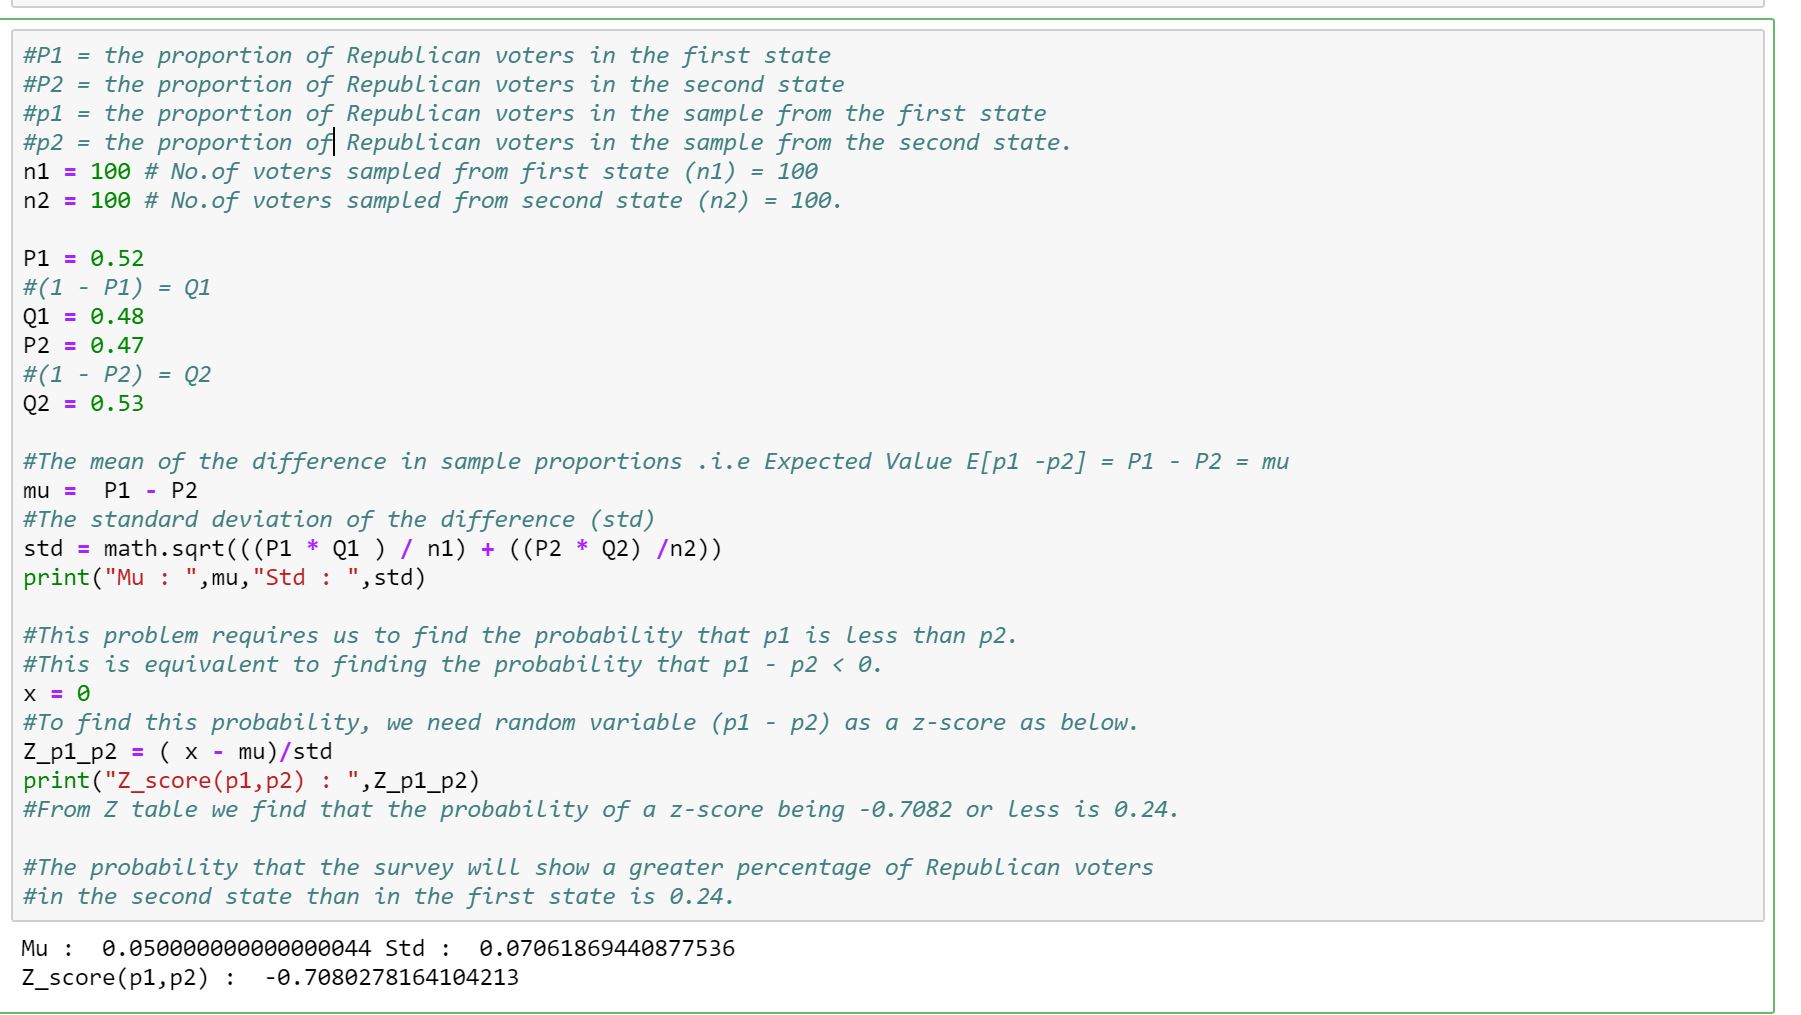 #P1 = the proportion of Republican voters in the first state
#P2 = the proportion of Republican voters in the second state
#p1 = the proportion of Republican voters in the sample from the first state
#p2 = the proportion of Republican voters in the sample from the second state.
n1 = 100 # No.of voters sampled from first state (n1) = 100
n2 = 100 # No.of voters sampled from second state (n2) = 100.
P1 = 0.52
#(1 - P1) = Q1
Q1 = 0.48
P2 = 0.47
#(1 - P2) = Q2
Q2 = 0.53
#The mean of the difference in sample proportions .i.e Expected Value E[p1 -p2] = P1 - P2 = mu
mu =  P1 - P2
#The standard deviation of the difference (std)
std = math.sqrt(((P1 * Q1 ) / n1) + ((P2 * Q2) /n2))
print("Mu : ",mu,"Std : ",std)
#This problem requires us to find the probability that p1 is less than p2.
#This is equivalent to finding the probability that p1 - p2 < 0.
x = 0
#To find this probability, we need random variable (p1 - p2) as a z-score as below.
Z_p1_p2 = ( x - mu)/std
print("Z_score(p1,p2) : ",Z_p1_p2)
#From Z table we find that the probability of a z-score being -0.7082 or less is 0.24.
#The probability that the survey will show a greater percentage of Republican voters
#in the second state than in the first state is 0.24.
Mu :  0.050000000000000044 Std :  0.07061869440877536
Z_score(p1,p2) :  -0.7080278164104213